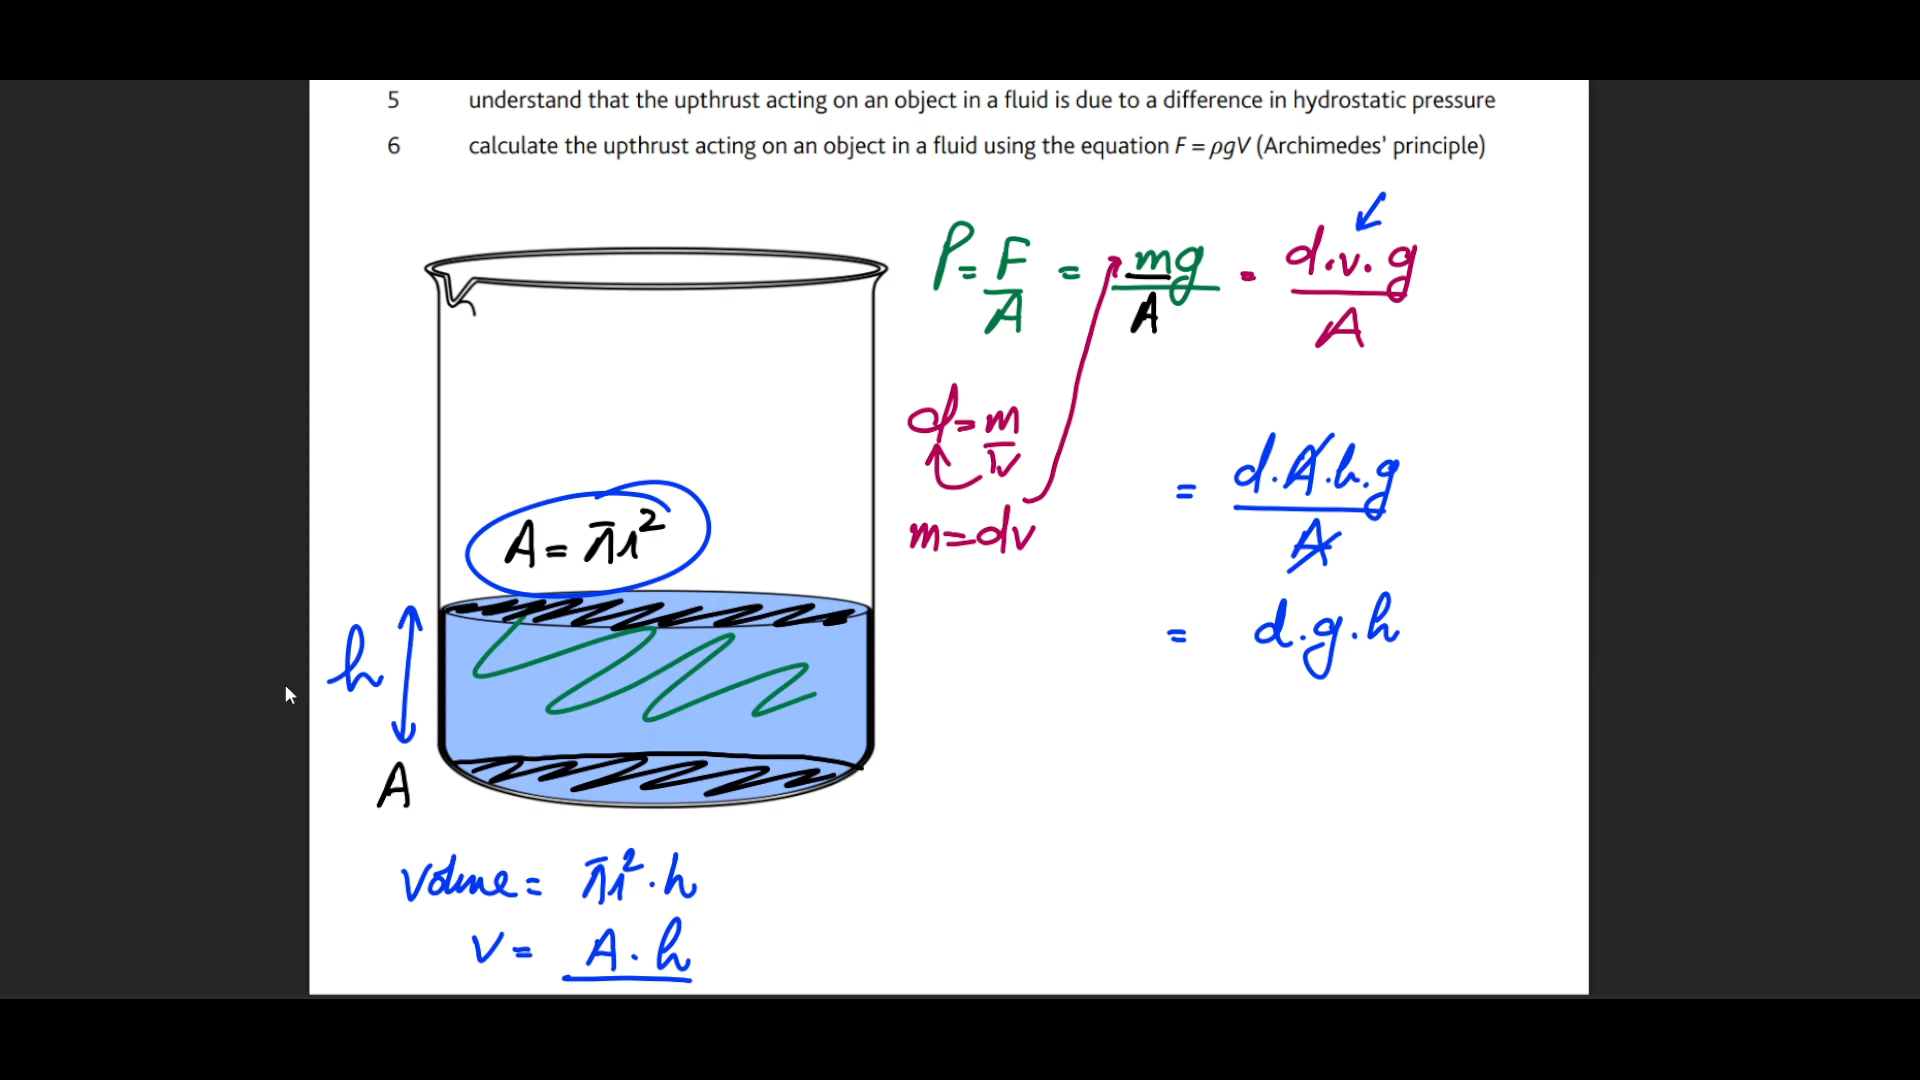 5 understand that the upthrust acting on an object in a fluid is due to a difference in hydrostatic pressure
6 calculate the upthrust acting on an object in a fluid using the equation F = ρgV (Archimedes' principle)
P = F/A = mg/A = d.v.g/A
d = m/v
m = dv
= d.A.h.g/A
= d.g.h
A = πr²
h
A
Volume = πr².h
V = A.h